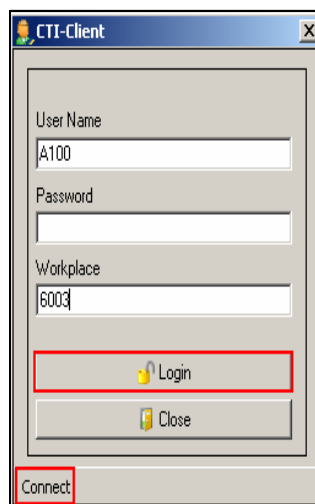 CTI-Client
User Name
A100
Password
Workplace
6003
Login
Close
Connect